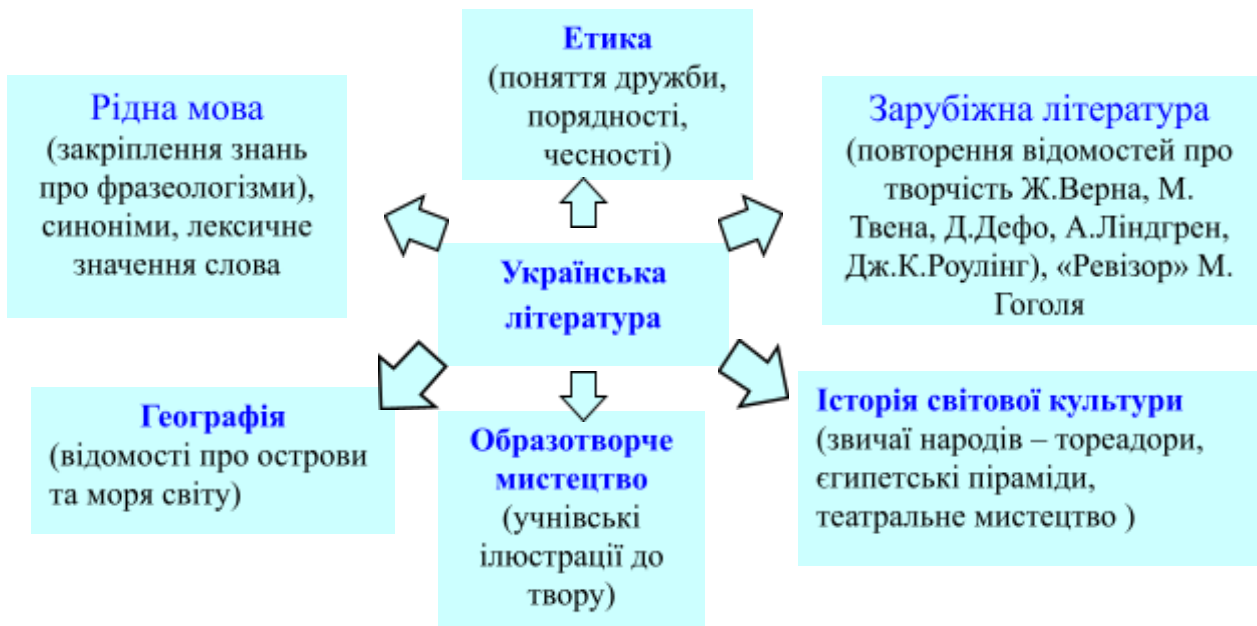 Етика
(поняття дружби,
порядності,
чесності)
Рідна мова
(закріплення знань
про фразеологізми),
синоніми, лексичне
значення слова
Зарубіжна література
(повторення відомостей про
творчість Ж.Верна, М.
Твена, Д.Дефо, А.Ліндгрен,
Дж.К.Роулінг), «Ревізор» М.
Гоголя
Українська
література
Географія
(відомості про острови
та моря світу)
Образотворче
мистецтво
(учнівські
ілюстрації до
твору)
Історія світової культури
(звичаї народів – тореадори,
єгипетські піраміди,
театральне мистецтво )